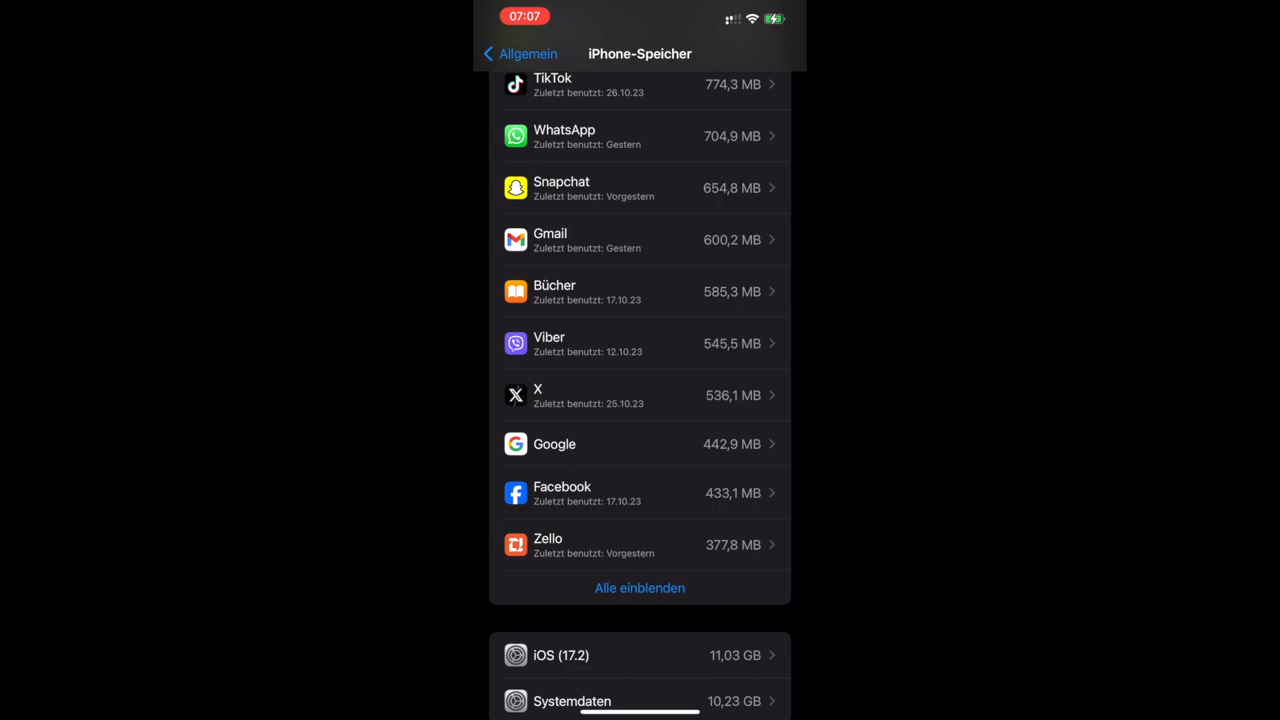 07:07
Allgemein
iPhone-Speicher
TikTok
Zuletzt benutzt: 26.10.23
774,3 MB
WhatsApp
Zuletzt benutzt: Gestern
704,9 MB
Snapchat
Zuletzt benutzt: Vorgestern
654,8 MB
Gmail
Zuletzt benutzt: Gestern
600,2 MB
Bücher
Zuletzt benutzt: 17.10.23
585,3 MB
Viber
Zuletzt benutzt: 12.10.23
545,5 MB
X
Zuletzt benutzt: 25.10.23
536,1 MB
Google
442,9 MB
Facebook
Zuletzt benutzt: 17.10.23
433,1 MB
Zello
Zuletzt benutzt: Vorgestern
377,8 MB
Alle einblenden
iOS (17.2)
11,03 GB
Systemdaten
10,23 GB